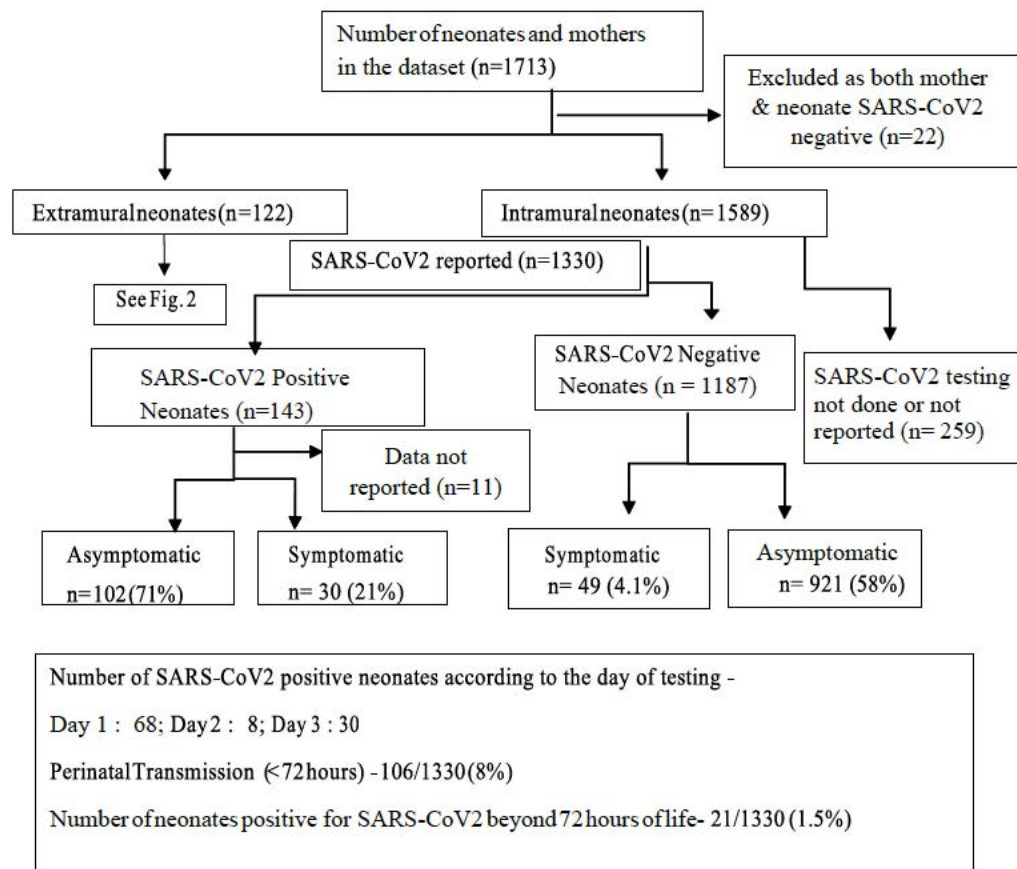 Number of neonates and mothers
in the dataset (n=1713)
Excluded as both mother
& neonate SARS-CoV2
negative (n=22)
Extramural neonates (n=122)
Intramural neonates (n=1589)
SARS-CoV2 reported (n=1330)
See Fig. 2
SARS-CoV2 Positive
Neonates (n=143)
SARS-CoV2 Negative
Neonates (n = 1187)
SARS-CoV2 testing
not done or not
reported (n= 259)
Data not
reported (n=11)
Asymptomatic
n=102(71%)
Symptomatic
n= 30 (21%)
Symptomatic
n= 49 (4.1%)
Asymptomatic
n= 921 (58%)
Number of SARS-CoV2 positive neonates according to the day of testing -
Day 1 : 68; Day 2 : 8; Day 3 : 30
Perinatal Transmission (<72 hours) -106/1330(8%)
Number of neonates positive for SARS-CoV2 beyond 72 hours of life- 21/1330 (1.5%)